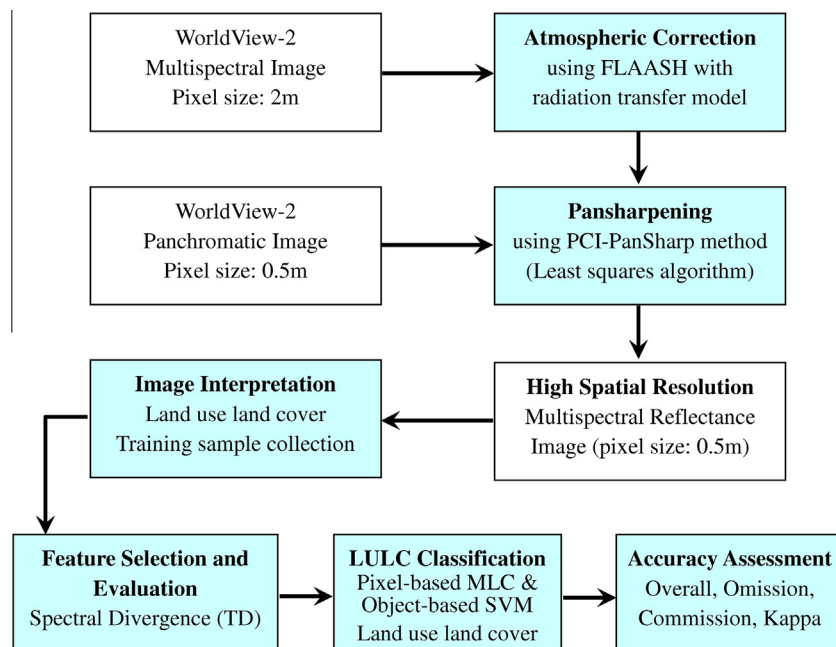 WorldView-2
Multispectral Image
Pixel size: 2m
Atmospheric Correction
using FLAASH with
radiation transfer model
WorldView-2
Panchromatic Image
Pixel size: 0.5m
Pansharpening
using PCI-PanSharp method
(Least squares algorithm)
Image Interpretation
Land use land cover
Training sample collection
High Spatial Resolution
Multispectral Reflectance
Image (pixel size: 0.5m)
Feature Selection and
Evaluation
Spectral Divergence (TD)
LULC Classification
Pixel-based MLC &
Object-based SVM
Land use land cover
Accuracy Assessment
Overall, Omission,
Commission, Kappa